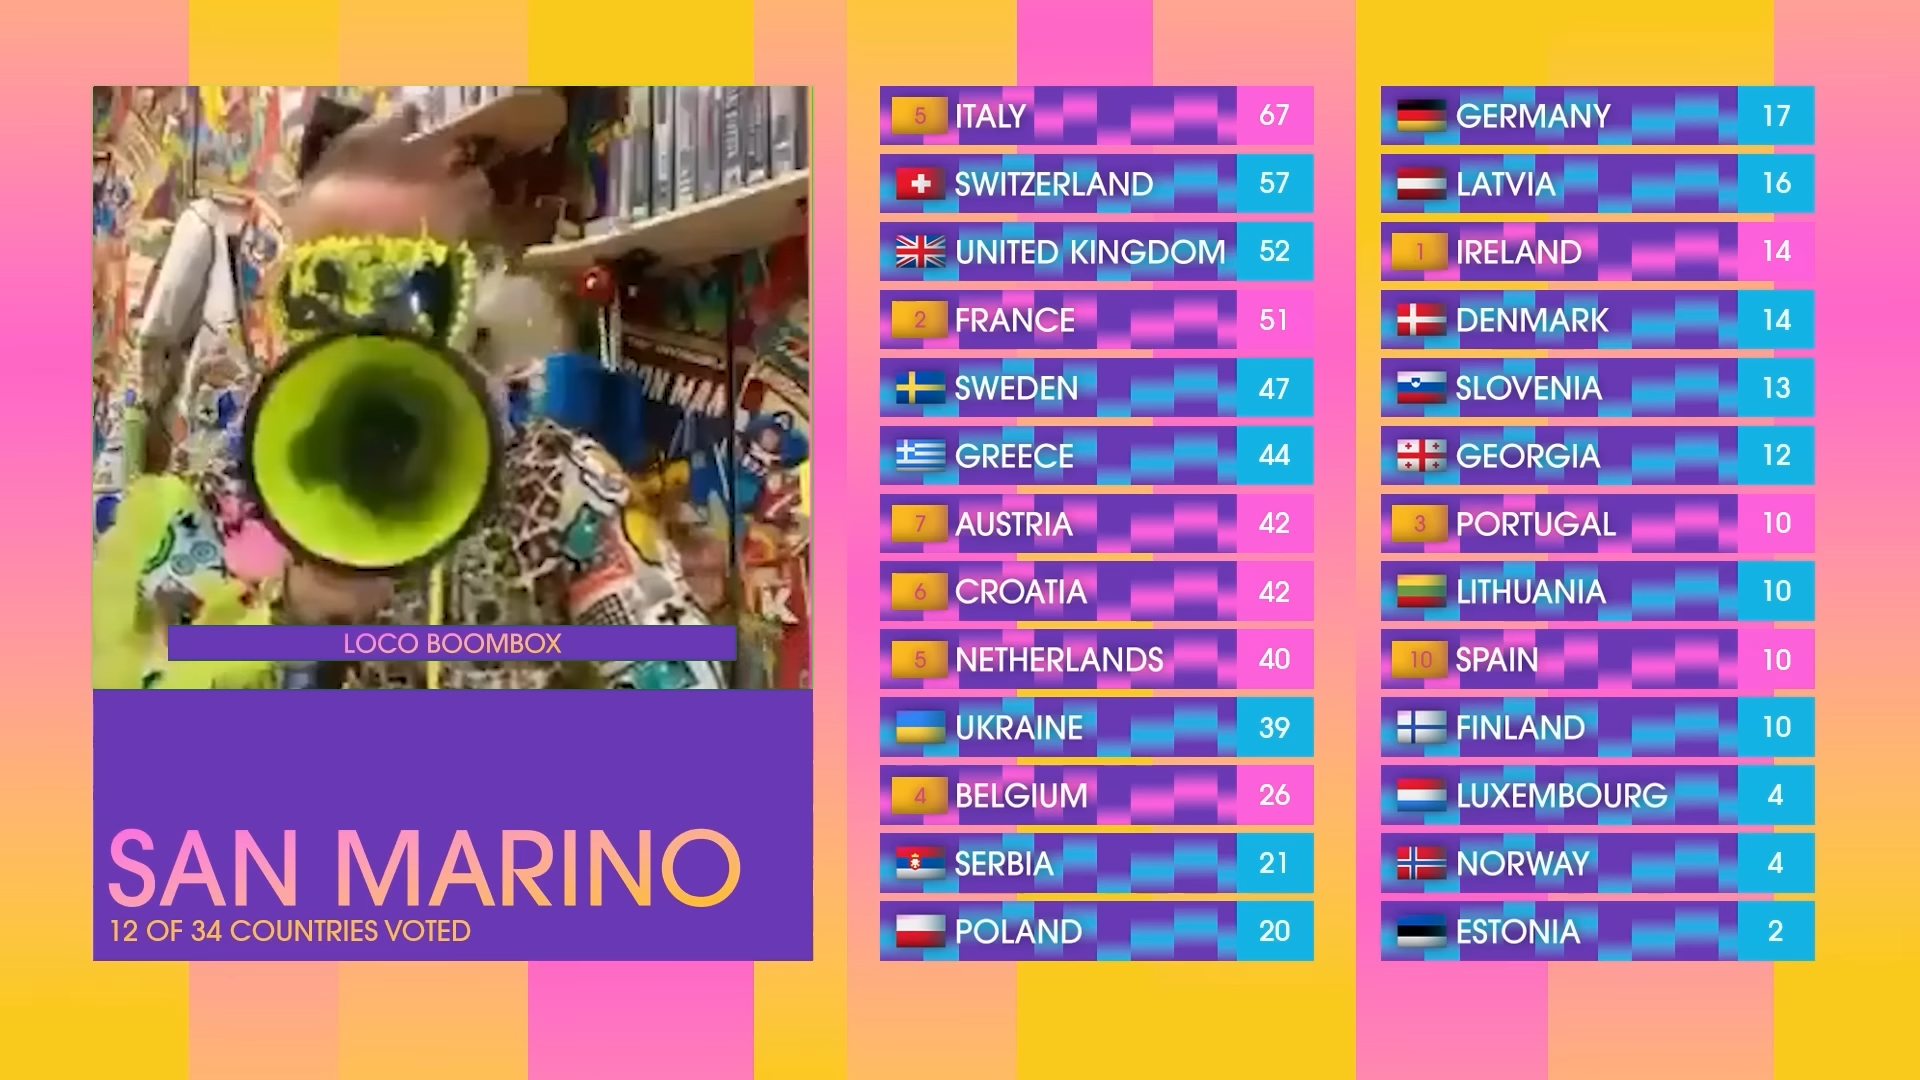 LOCO BOOMBOX
SAN MARINO
12 OF 34 COUNTRIES VOTED
5 ITALY 67
SWITZERLAND 57
UNITED KINGDOM 52
2 FRANCE 51
SWEDEN 47
GREECE 44
7 AUSTRIA 42
6 CROATIA 42
5 NETHERLANDS 40
UKRAINE 39
4 BELGIUM 26
SERBIA 21
POLAND 20
GERMANY 17
LATVIA 16
1 IRELAND 14
DENMARK 14
SLOVENIA 13
GEORGIA 12
3 PORTUGAL 10
LITHUANIA 10
10 SPAIN 10
FINLAND 10
LUXEMBOURG 4
NORWAY 4
ESTONIA 2